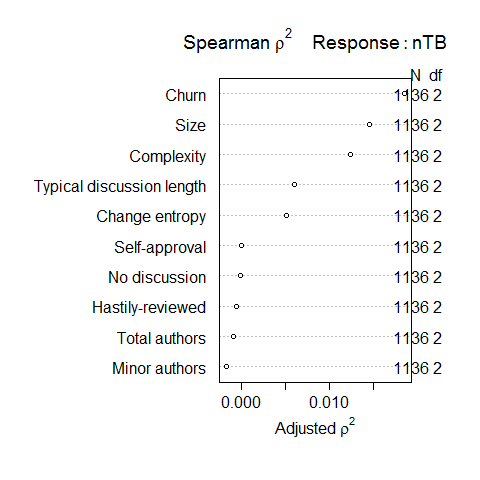 Spearman ρ² Response : nTB
N df
Churn 1136 2
Size 1136 2
Complexity 1136 2
Typical discussion length 1136 2
Change entropy 1136 2
Self-approval 1136 2
No discussion 1136 2
Hastily-reviewed 1136 2
Total authors 1136 2
Minor authors 1136 2
0.000 0.010
Adjusted ρ²